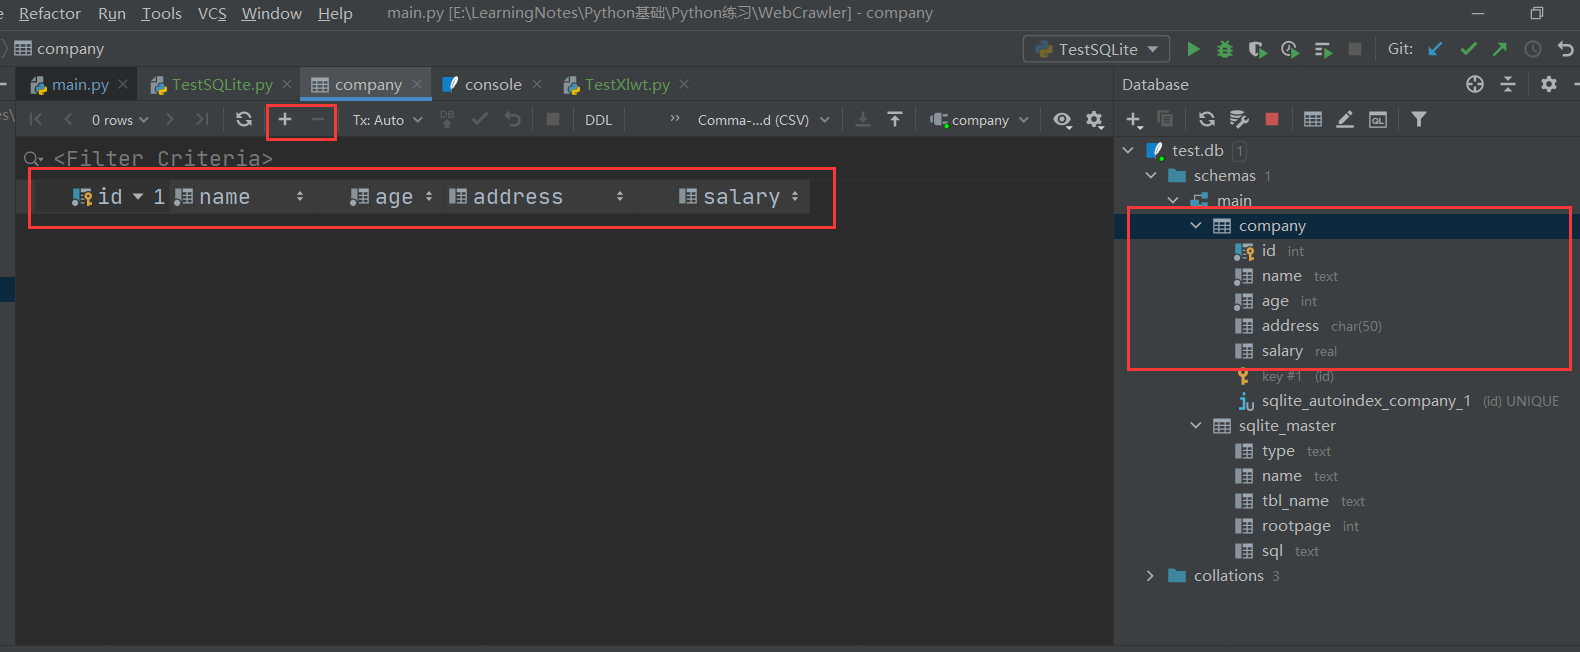 Refactor Run Tools VCS Window Help main.py [E:\LearningNotes\Python基础\Python练习\WebCrawler] - company
company TestSQLite Git:
main.py TestSQLite.py company console TestXlwt.py Database
0 rows Tx: Auto DB DDL Comma-...d (CSV) company QL
<Filter Criteria>
id 1 name age address salary
test.db 1
schemas 1
main
company
id int
name text
age int
address char(50)
salary real
key #1 (id)
sqlite_autoindex_company_1 (id) UNIQUE
sqlite_master
type text
name text
tbl_name text
rootpage int
sql text
collations 3